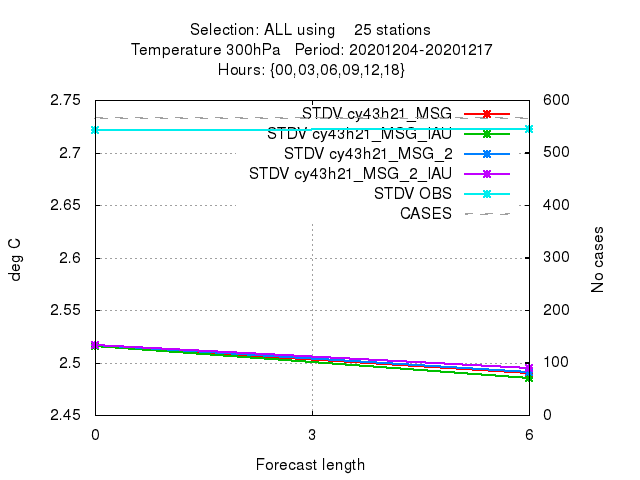 Selection: ALL using    25 stations
Temperature 300hPa   Period: 20201204-20201217
Hours: {00,03,06,09,12,18}
2.75
2.7
2.65
2.6
2.55
2.5
2.45
600
500
400
300
200
100
0
deg C
No cases
STDV cy43h21_MSG
STDV cy43h21_MSG_IAU
STDV cy43h21_MSG_2
STDV cy43h21_MSG_2_IAU
STDV OBS
CASES
0 3 6
Forecast length